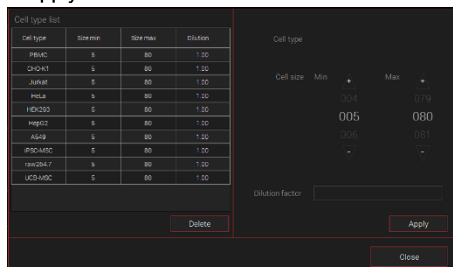 Cell type list
Cell type Size min Size max Dilution
PBMC 5 80 1.00
CHO-K1 5 80 1.00
Jurkat 5 80 1.00
HeLa 5 80 1.00
HEK293 5 80 1.00
HepG2 5 80 1.00
A549 5 80 1.00
iPSC-MSC 5 80 1.00
raw264.7 5 80 1.00
UCB-MSC 5 80 1.00
Delete
Cell type
Cell size Min + Max +
004 079
005 080
006 081
- -
Dilution factor
Apply
Close